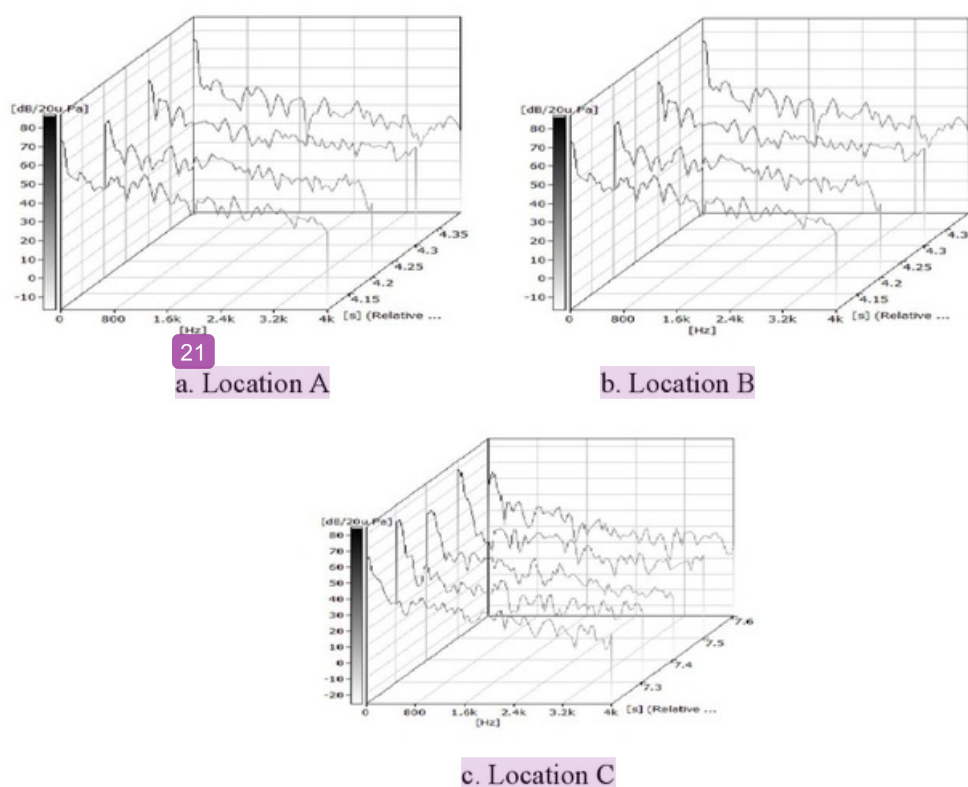 [dB/20u Pa]
80
70
60
50
40
30
20
10
0
-10
0
800
1.6k
2.4k
3.2k
4k
[Hz]
4.15
4.2
4.25
4.3
4.35
[s] (Relative ...
21
a. Location A
[dB/20u Pa]
80
70
60
50
40
30
20
10
0
-10
0
800
1.6k
2.4k
3.2k
4k
[Hz]
4.15
4.2
4.25
4.3
[s] (Relative ...
b. Location B
[dB/20u Pa]
80
70
60
50
40
30
20
10
0
-10
-20
0
800
1.6k
2.4k
3.2k
4k
[Hz]
7.3
7.4
7.5
7.6
[s] (Relative ...
c. Location C